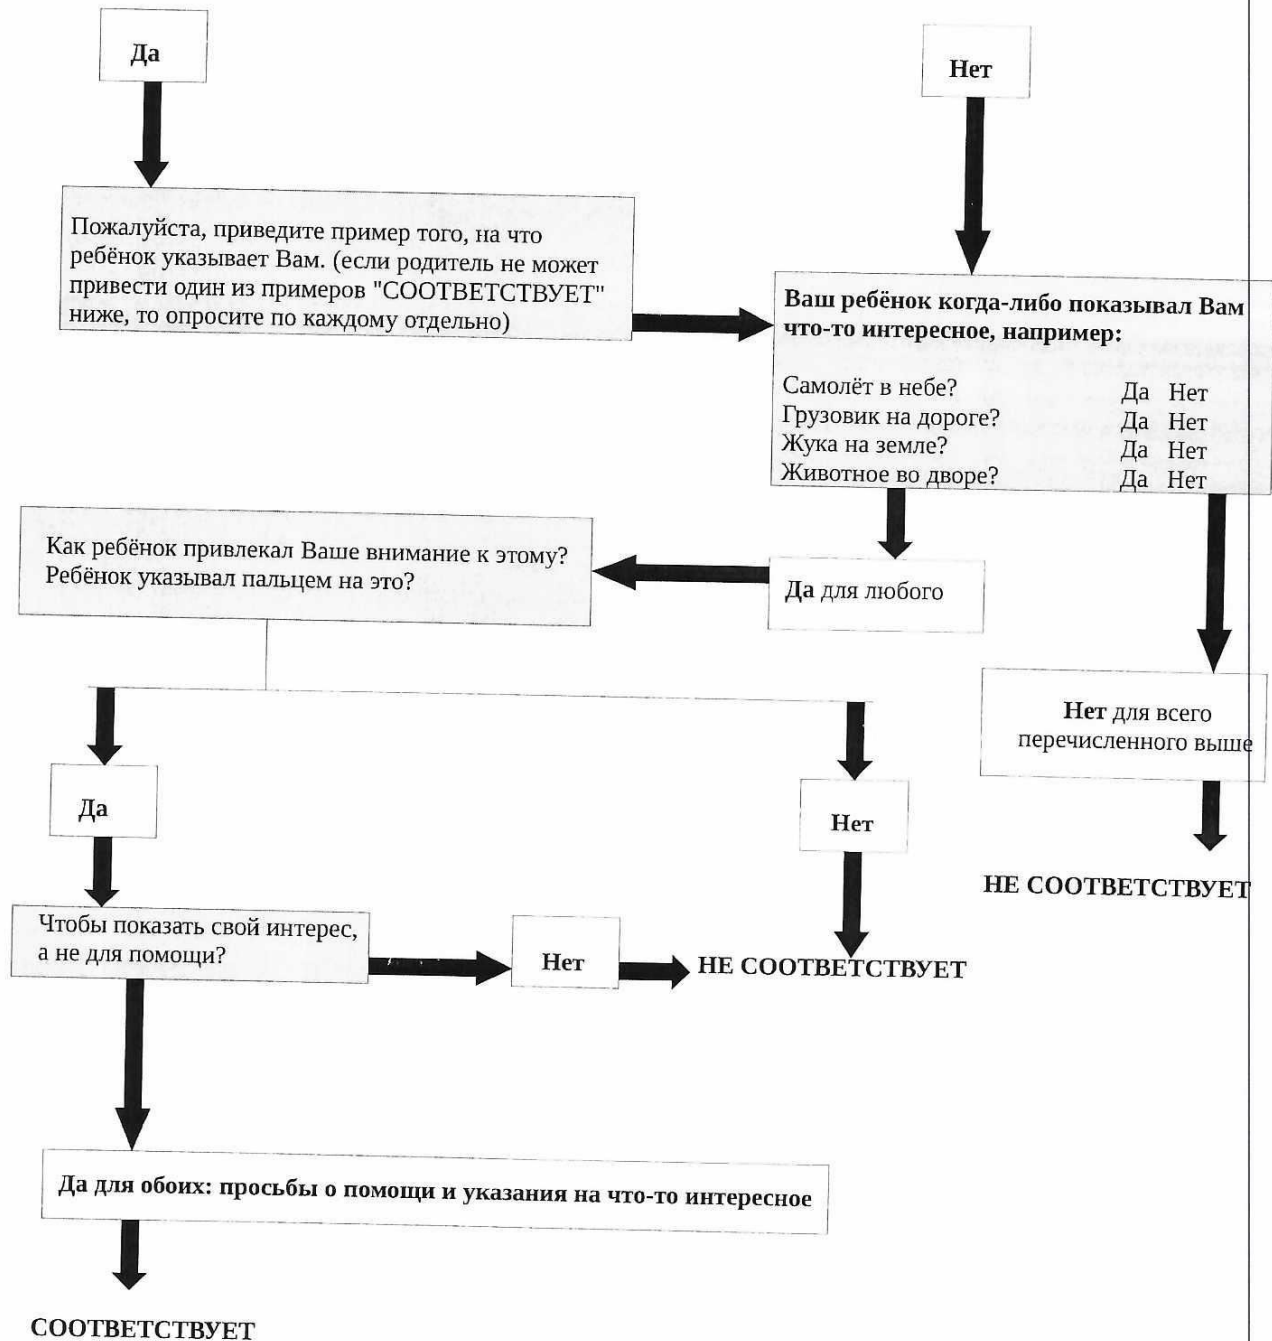 Да
Нет
Пожалуйста, приведите пример того, на что
ребёнок указывает Вам. (если родитель не может
привести один из примеров "СООТВЕТСТВУЕТ"
ниже, то опросите по каждому отдельно)
Ваш ребёнок когда-либо показывал Вам
что-то интересное, например:
Самолёт в небе? Да Нет
Грузовик на дороге? Да Нет
Жука на земле? Да Нет
Животное во дворе? Да Нет
Как ребёнок привлекал Ваше внимание к этому?
Ребёнок указывал пальцем на это?
Да для любого
Нет для всего
перечисленного выше
Да
Нет
НЕ СООТВЕТСТВУЕТ
Чтобы показать свой интерес,
а не для помощи?
Нет
НЕ СООТВЕТСТВУЕТ
Да для обоих: просьбы о помощи и указания на что-то интересное
СООТВЕТСТВУЕТ